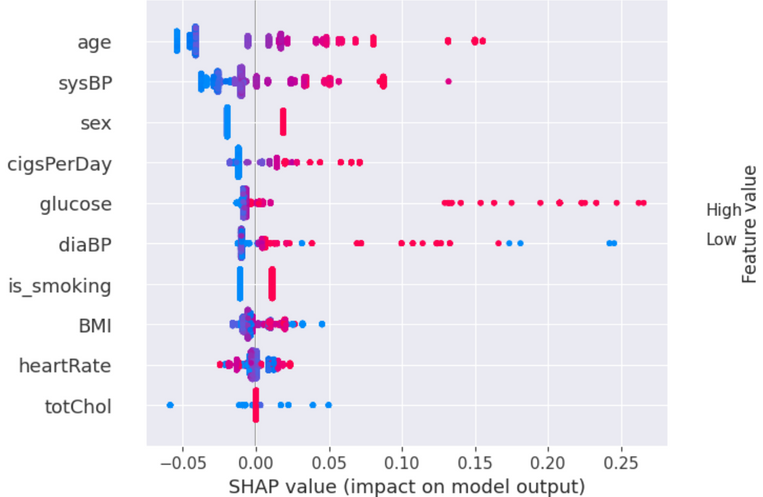 age
sysBP
sex
cigsPerDay
glucose
diaBP
is_smoking
BMI
heartRate
totChol
High
Low
Feature value
−0.05 0.00 0.05 0.10 0.15 0.20 0.25
SHAP value (impact on model output)